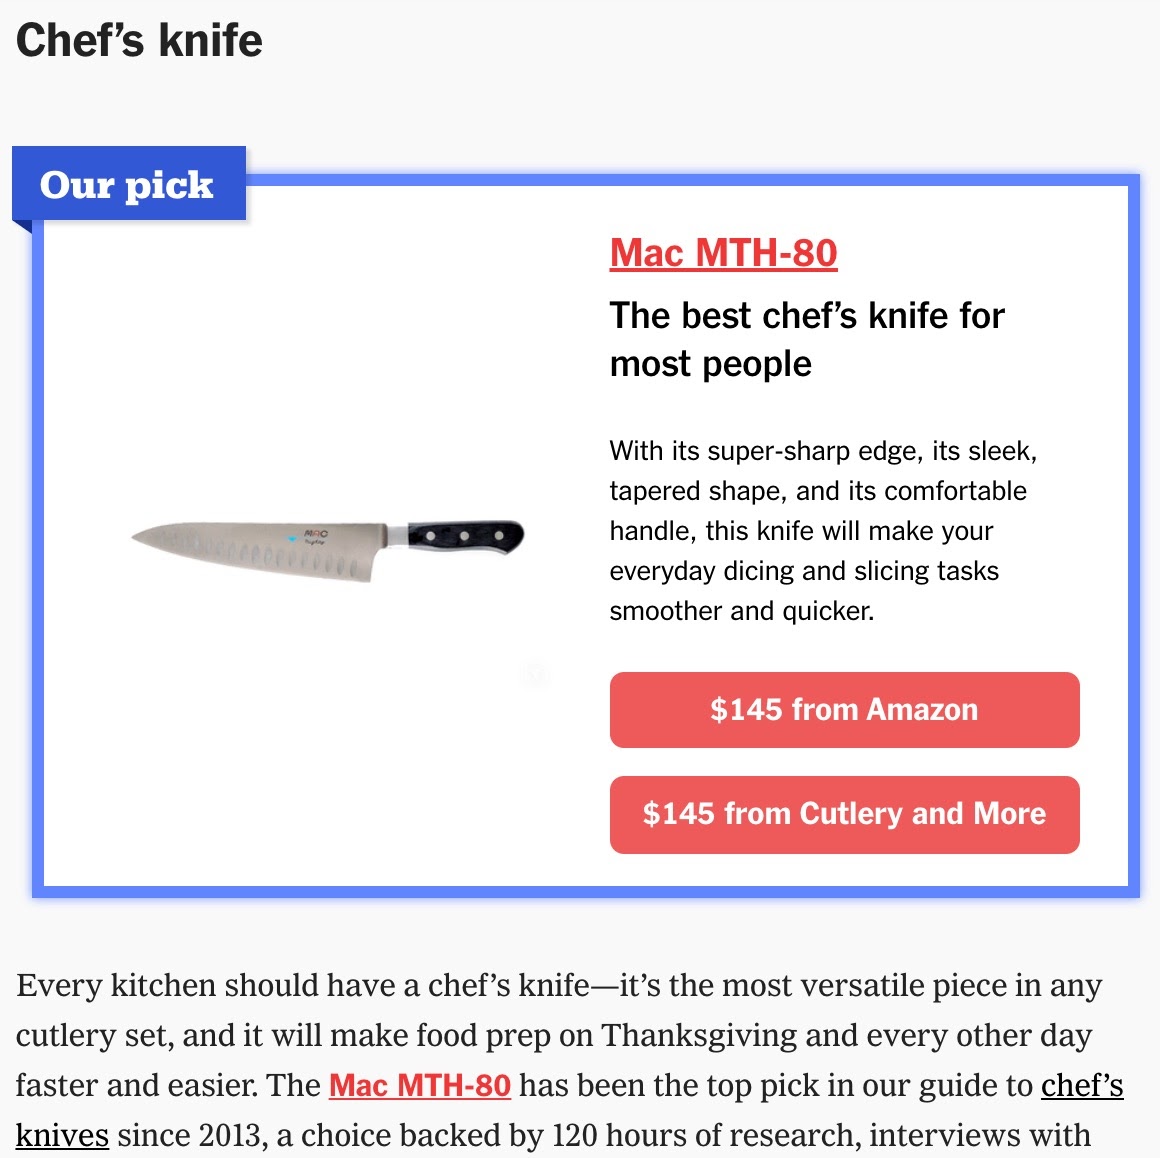 Chef’s knife
Our pick
Mac MTH-80
The best chef’s knife for
most people
With its super-sharp edge, its sleek,
tapered shape, and its comfortable
handle, this knife will make your
everyday dicing and slicing tasks
smoother and quicker.
MAC
$145 from Amazon
$145 from Cutlery and More
Every kitchen should have a chef’s knife—it’s the most versatile piece in any
cutlery set, and it will make food prep on Thanksgiving and every other day
faster and easier. The Mac MTH-80 has been the top pick in our guide to chef’s
knives since 2013, a choice backed by 120 hours of research, interviews with